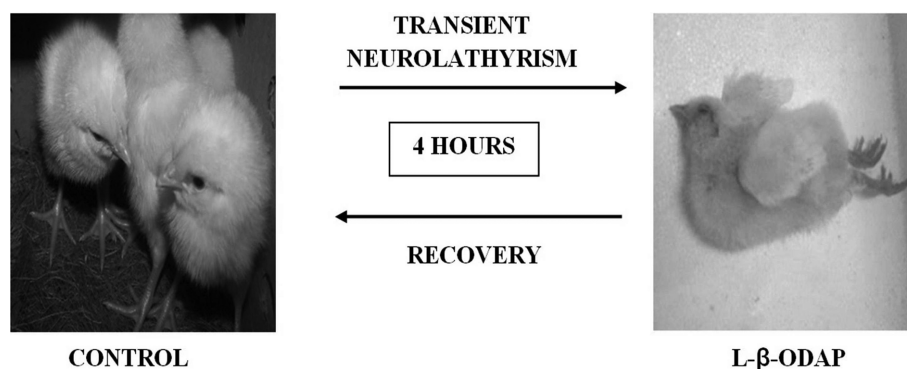 TRANSIENT
NEUROLATHYRISM
4 HOURS
RECOVERY
CONTROL
L-β-ODAP